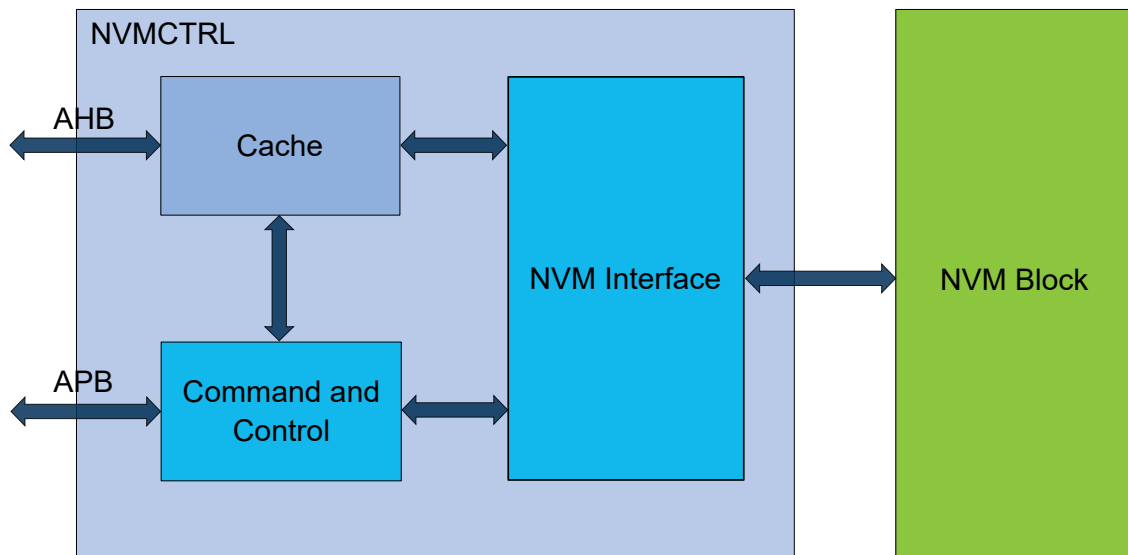 NVMCTRL
AHB
Cache
NVM Interface
NVM Block
APB
Command and
Control